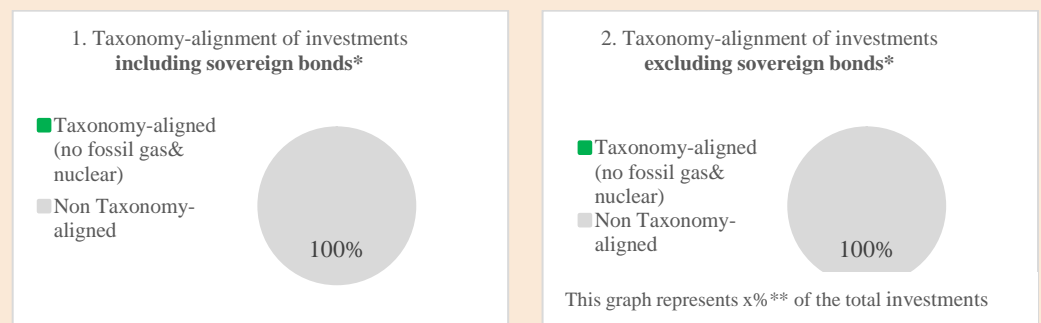 1. Taxonomy-alignment of investments
including sovereign bonds*
Taxonomy-aligned
(no fossil gas&
nuclear)
Non Taxonomy-
aligned
100%
2. Taxonomy-alignment of investments
excluding sovereign bonds*
Taxonomy-aligned
(no fossil gas&
nuclear)
Non Taxonomy-
aligned
100%
This graph represents x%** of the total investments